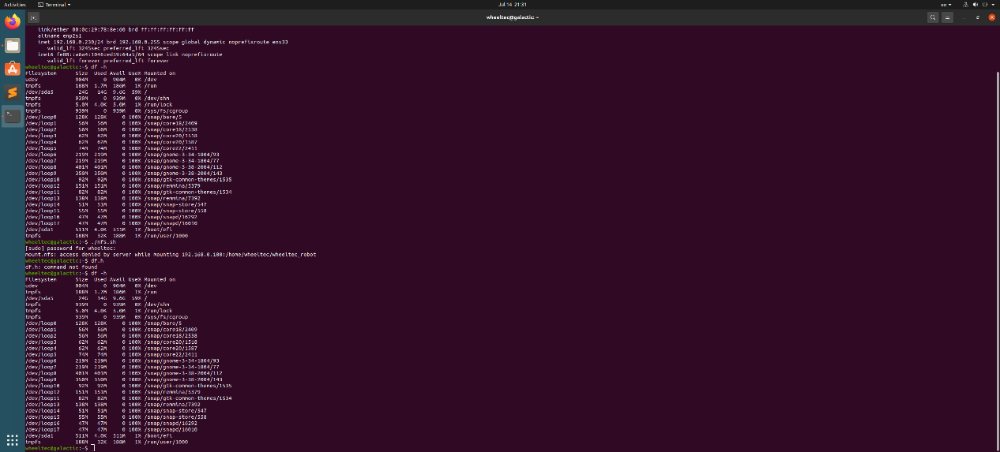 Activities
Terminal
Jul 14 21:31
en
wheeltec@galactic: ~
link/ether 00:0c:29:78:8e:60 brd ff:ff:ff:ff:ff:ff
altname enp2s1
inet 192.168.0.230/24 brd 192.168.0.255 scope global dynamic noprefixroute ens33
valid_lft 3245sec preferred_lft 3245sec
inet6 fe80::a6a4:1046:ed59:64a5/64 scope link noprefixroute
valid_lft forever preferred_lft forever
wheeltec@galactic:~$ df -h
Filesystem Size Used Avail Use% Mounted on
udev 904M 0 904M 0% /dev
tmpfs 188M 1.7M 186M 1% /run
/dev/sda5 24G 14G 9.6G 59% /
tmpfs 939M 0 939M 0% /dev/shm
tmpfs 5.0M 4.0K 5.0M 1% /run/lock
tmpfs 939M 0 939M 0% /sys/fs/cgroup
/dev/loop0 128K 128K 0 100% /snap/bare/5
/dev/loop1 56M 56M 0 100% /snap/core18/2409
/dev/loop2 56M 56M 0 100% /snap/core18/2538
/dev/loop3 62M 62M 0 100% /snap/core20/1518
/dev/loop4 62M 62M 0 100% /snap/core20/1587
/dev/loop5 74M 74M 0 100% /snap/core22/2411
/dev/loop6 219M 219M 0 100% /snap/gnome-3-34-1804/93
/dev/loop7 219M 219M 0 100% /snap/gnome-3-34-1804/77
/dev/loop8 401M 401M 0 100% /snap/gnome-3-38-2004/112
/dev/loop9 350M 350M 0 100% /snap/gnome-3-38-2004/143
/dev/loop10 92M 92M 0 100% /snap/gtk-common-themes/1535
/dev/loop12 151M 151M 0 100% /snap/remmina/5379
/dev/loop11 82M 82M 0 100% /snap/gtk-common-themes/1534
/dev/loop13 138M 138M 0 100% /snap/remmina/7392
/dev/loop14 51M 51M 0 100% /snap/snap-store/547
/dev/loop15 55M 55M 0 100% /snap/snap-store/558
/dev/loop16 47M 47M 0 100% /snap/snapd/16292
/dev/loop17 47M 47M 0 100% /snap/snapd/16010
/dev/sda1 511M 4.0K 511M 1% /boot/efi
tmpfs 188M 32K 188M 1% /run/user/1000
wheeltec@galactic:~$ ./nfs.sh
[sudo] password for wheeltec:
mount.nfs: access denied by server while mounting 192.168.0.100:/home/wheeltec/wheeltec_robot
wheeltec@galactic:~$ df.h
df.h: command not found
wheeltec@galactic:~$ df -h
Filesystem Size Used Avail Use% Mounted on
udev 904M 0 904M 0% /dev
tmpfs 188M 1.7M 186M 1% /run
/dev/sda5 24G 14G 9.6G 59% /
tmpfs 939M 0 939M 0% /dev/shm
tmpfs 5.0M 4.0K 5.0M 1% /run/lock
tmpfs 939M 0 939M 0% /sys/fs/cgroup
/dev/loop0 128K 128K 0 100% /snap/bare/5
/dev/loop1 56M 56M 0 100% /snap/core18/2409
/dev/loop2 56M 56M 0 100% /snap/core18/2538
/dev/loop3 62M 62M 0 100% /snap/core20/1518
/dev/loop4 62M 62M 0 100% /snap/core20/1587
/dev/loop5 74M 74M 0 100% /snap/core22/2411
/dev/loop6 219M 219M 0 100% /snap/gnome-3-34-1804/93
/dev/loop7 219M 219M 0 100% /snap/gnome-3-34-1804/77
/dev/loop8 401M 401M 0 100% /snap/gnome-3-38-2004/112
/dev/loop9 350M 350M 0 100% /snap/gnome-3-38-2004/143
/dev/loop10 92M 92M 0 100% /snap/gtk-common-themes/1535
/dev/loop12 151M 151M 0 100% /snap/remmina/5379
/dev/loop11 82M 82M 0 100% /snap/gtk-common-themes/1534
/dev/loop13 138M 138M 0 100% /snap/remmina/7392
/dev/loop14 51M 51M 0 100% /snap/snap-store/547
/dev/loop15 55M 55M 0 100% /snap/snap-store/558
/dev/loop16 47M 47M 0 100% /snap/snapd/16292
/dev/loop17 47M 47M 0 100% /snap/snapd/16010
/dev/sda1 511M 4.0K 511M 1% /boot/efi
tmpfs 188M 32K 188M 1% /run/user/1000
wheeltec@galactic:~$